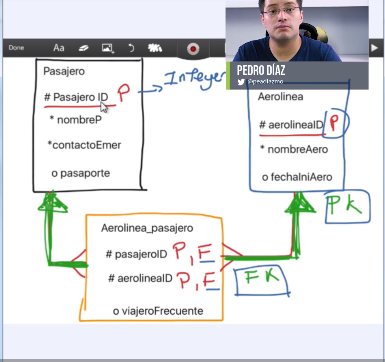 Done
Aa
PEDRO DÍAZ
Pasajero
# Pasajero ID P → Integer
* nombreP
*contactoEmer
o pasaporte
Aerolinea
# aerolineaID P
* nombreAero
o fechaIniAero
PK
Aerolinea_pasajero
# pasajeroID P, F
# aerolineaID P, F
FK
o viajeroFrecuente